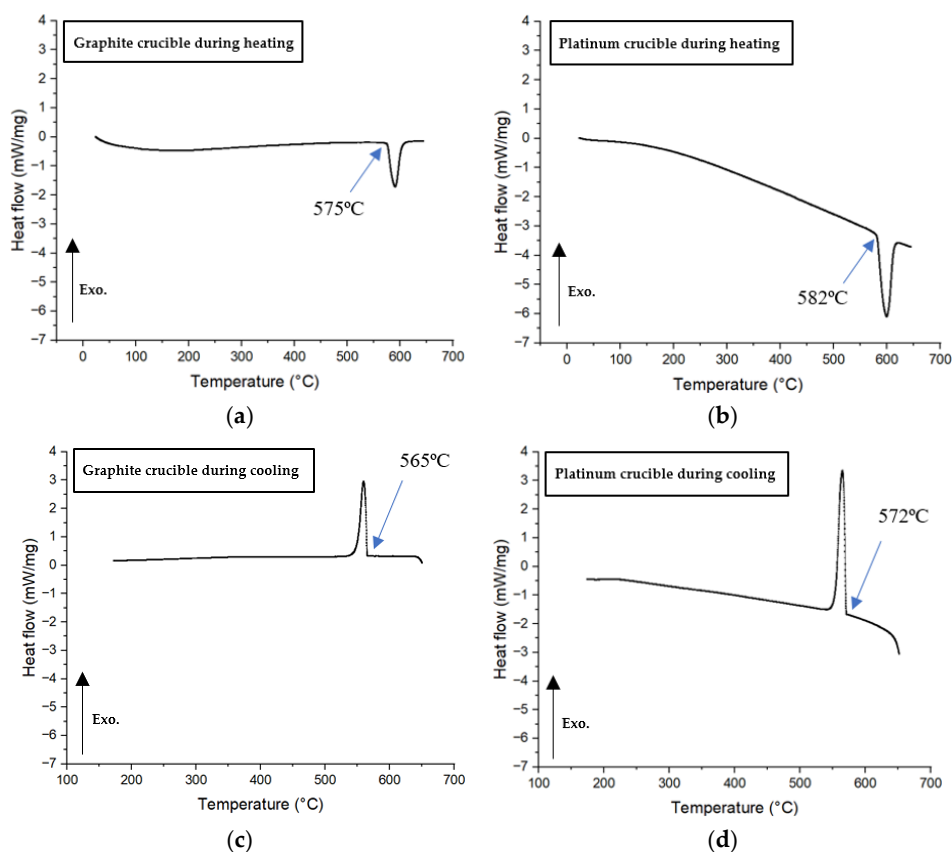 Graphite crucible during heating
4
3
2
1
0
−1
−2
−3
−4
−5
−6
−7
Heat flow (mW/mg)
575ºC
Exo.
0 100 200 300 400 500 600 700
Temperature (°C)
(a)
Platinum crucible during heating
4
3
2
1
0
−1
−2
−3
−4
−5
−6
−7
Heat flow (mW/mg)
582ºC
Exo.
0 100 200 300 400 500 600 700
Temperature (°C)
(b)
Graphite crucible during cooling
565ºC
4
3
2
1
0
−1
−2
−3
−4
−5
−6
−7
Heat flow (mW/mg)
Exo.
100 200 300 400 500 600 700
Temperature (°C)
(c)
Platinum crucible during cooling
572ºC
4
3
2
1
0
−1
−2
−3
−4
−5
−6
−7
Heat flow (mW/mg)
Exo.
100 200 300 400 500 600 700
Temperature (°C)
(d)